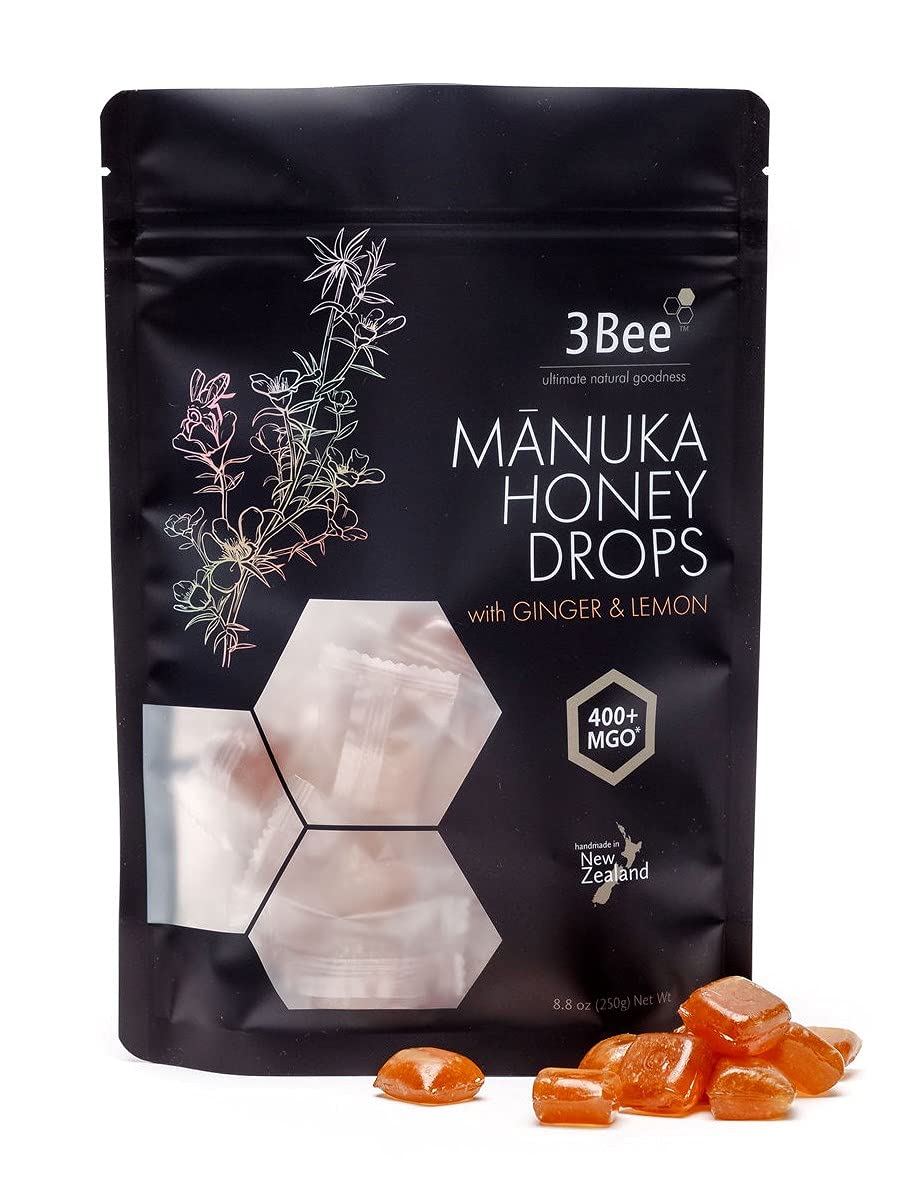 3Bee™
ultimate natural goodness
MĀNUKA
HONEY
DROPS
with GINGER & LEMON
400+
MGO*
handmade in
New
Zealand
8.8 oz (250g) Net Wt